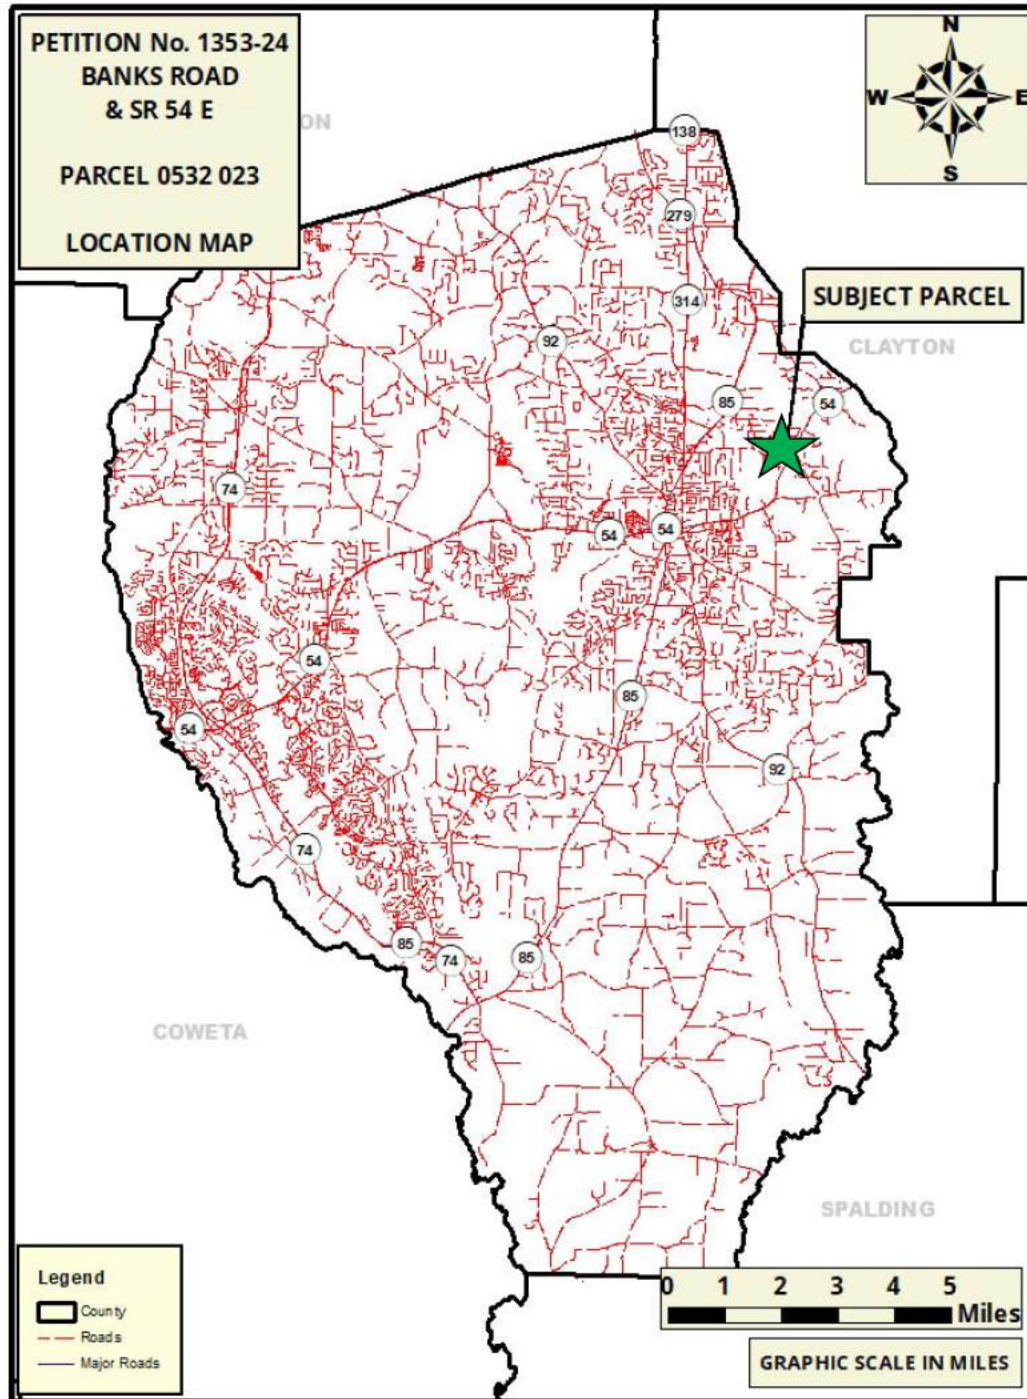 PETITION No. 1353-24
BANKS ROAD
& SR 54 E
PARCEL 0532 023
LOCATION MAP
ON
N
W
E
S
138
279
314
SUBJECT PARCEL
CLAYTON
92
85
54
74
54
54
54
85
54
92
74
85
74
85
COWETA
SPALDING
Legend
County
Roads
Major Roads
0 1 2 3 4 5
Miles
GRAPHIC SCALE IN MILES